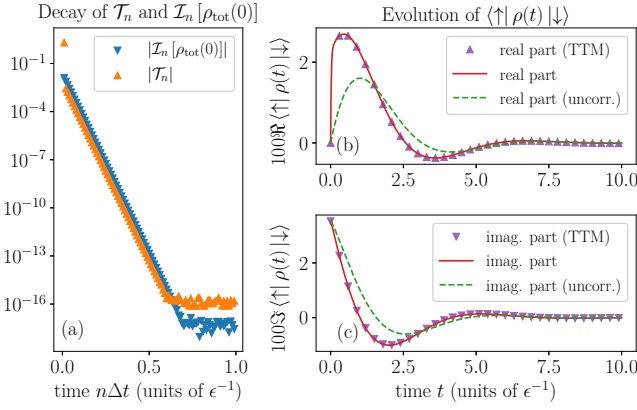 Decay of 𝒯ₙ and ℐₙ [ρₜₒₜ(0)]
|ℐₙ [ρₜₒₜ(0)]|
|𝒯ₙ|
10⁻¹
10⁻⁴
10⁻⁷
10⁻¹⁰
10⁻¹³
10⁻¹⁶
(a)
0.0 0.5 1.0
time nΔt (units of ϵ⁻¹)
Evolution of ⟨↑| ρ(t) |↓⟩
100ℜ ⟨↑| ρ(t) |↓⟩
2
0
real part (TTM)
real part
real part (uncorr.)
(b)
0.0 2.5 5.0 7.5 10.0
100ℑ ⟨↑| ρ(t) |↓⟩
2
0
imag. part (TTM)
imag. part
imag. part (uncorr.)
(c)
0.0 2.5 5.0 7.5 10.0
time t (units of ϵ⁻¹)